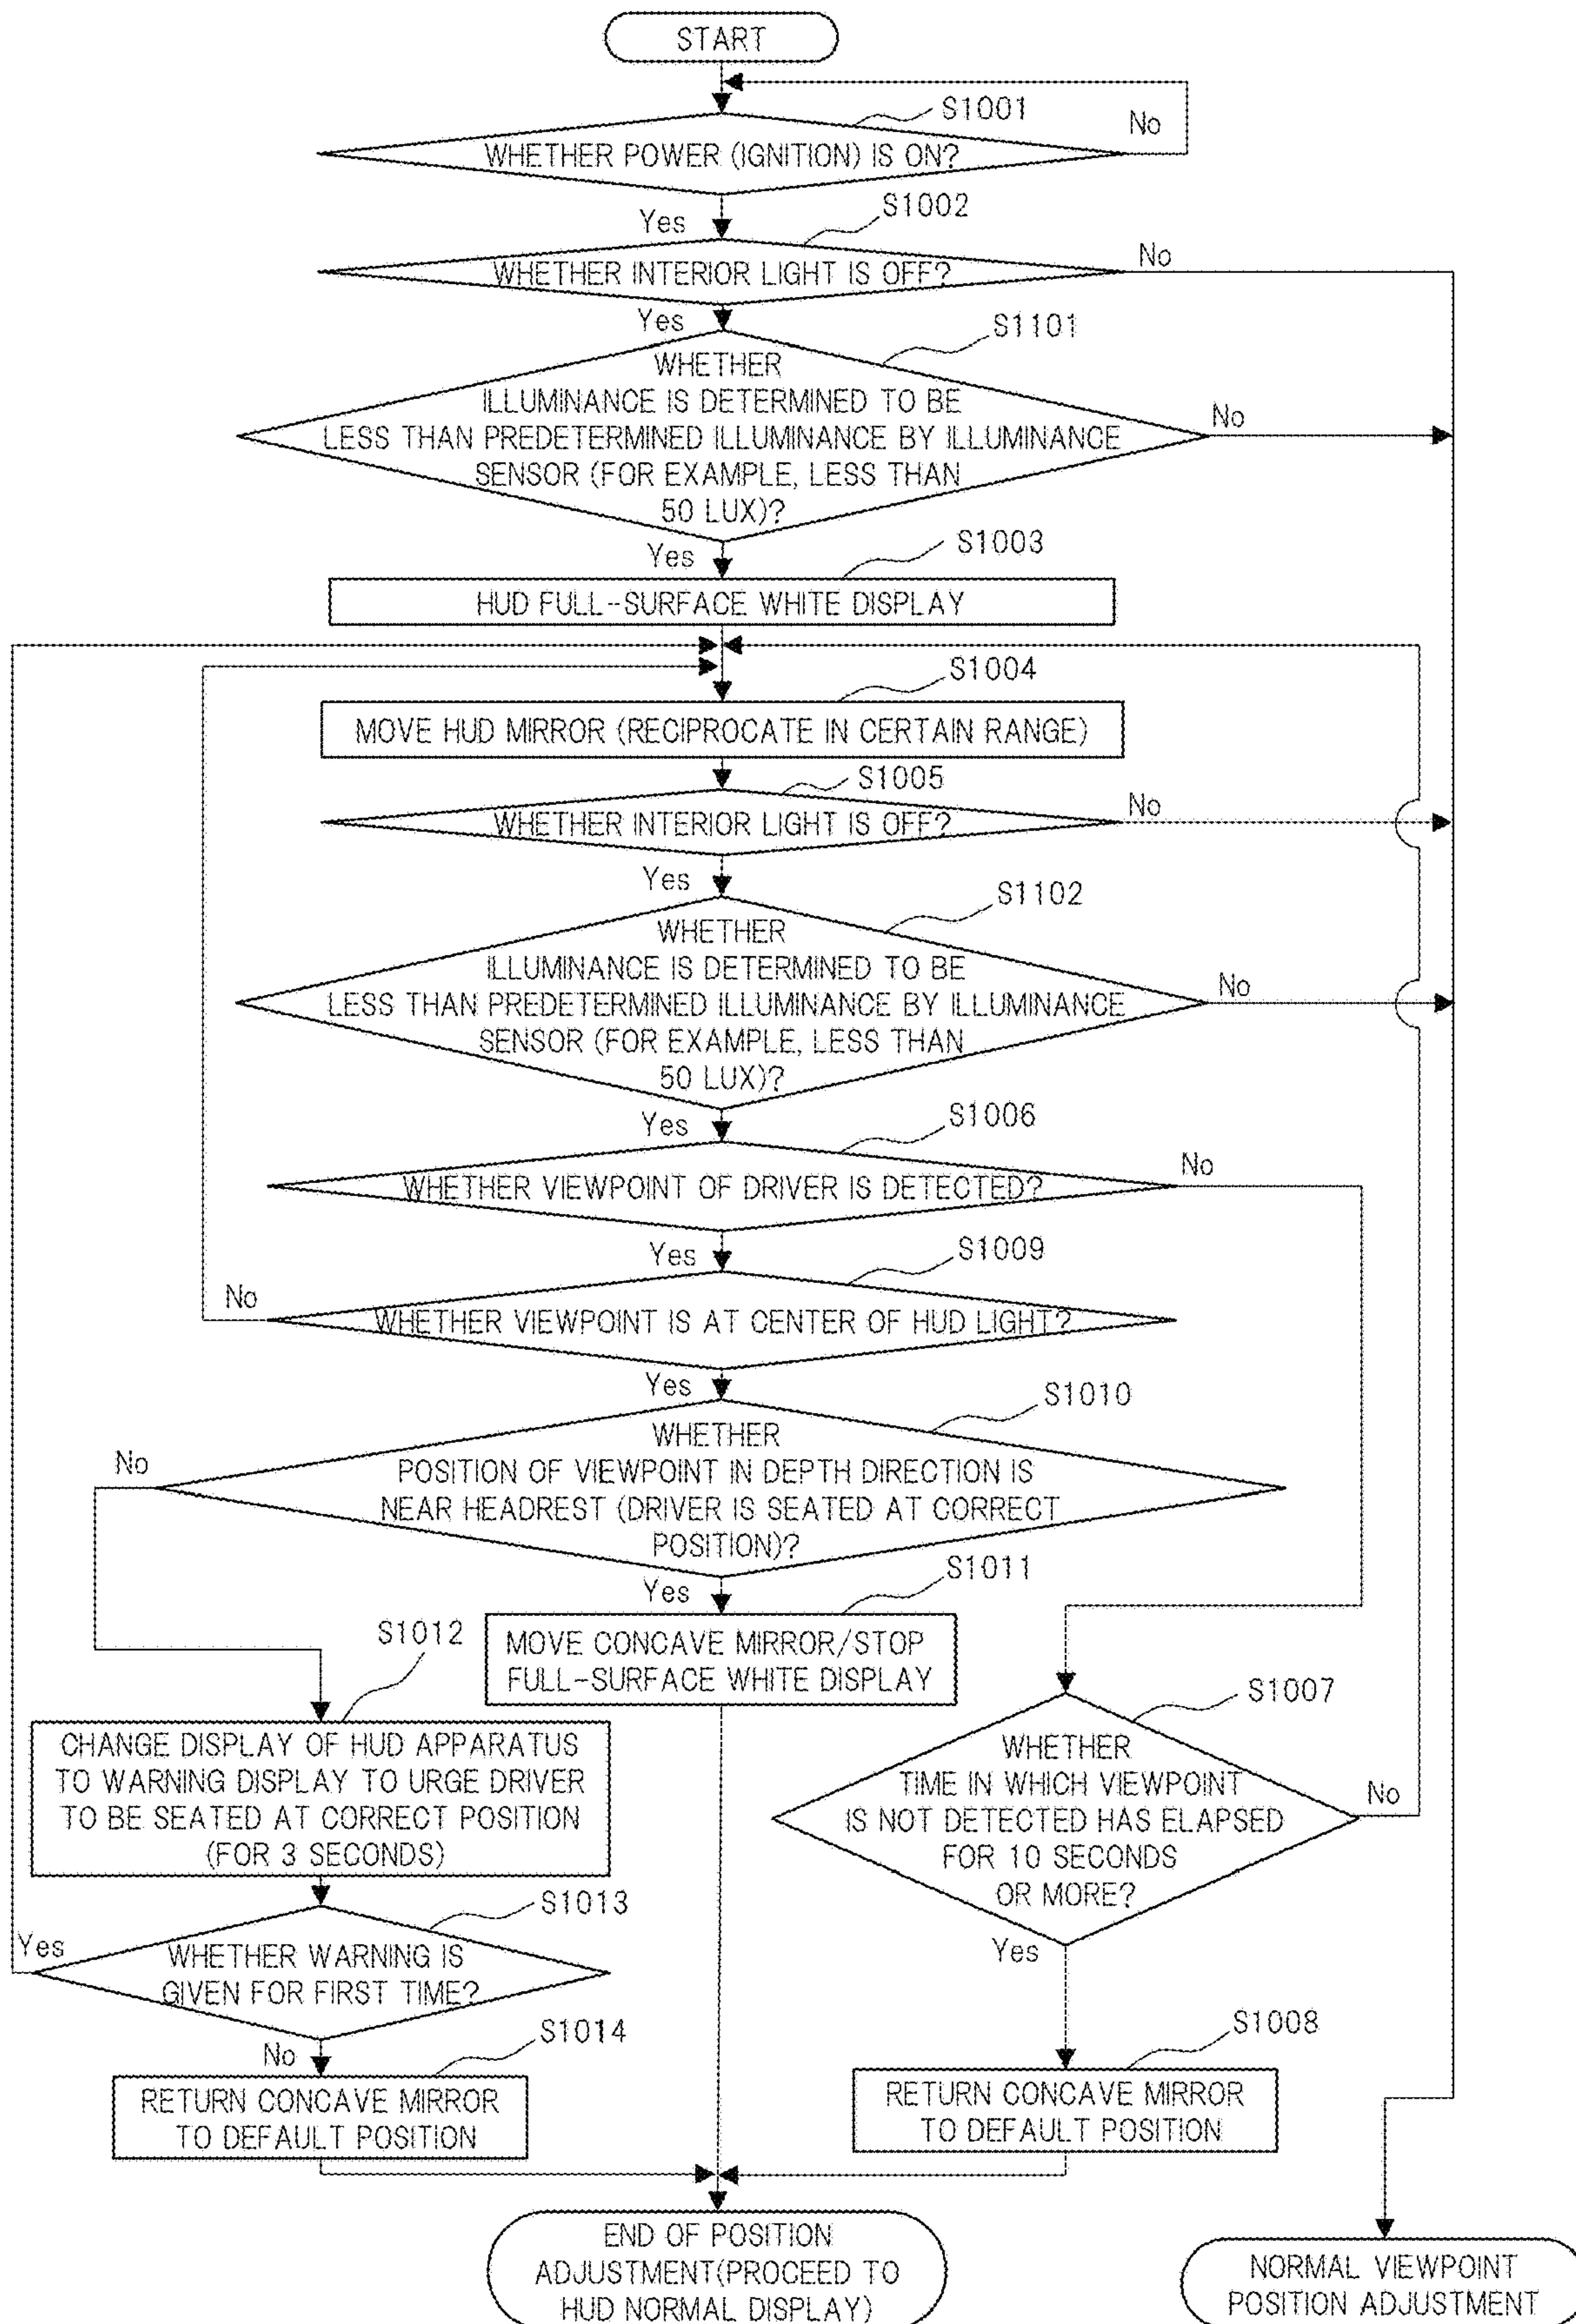 START
S1001
No
WHETHER POWER (IGNITION) IS ON?
Yes
S1002
No
WHETHER INTERIOR LIGHT IS OFF?
Yes
S1101
WHETHER
ILLUMINANCE IS DETERMINED TO BE
No
LESS THAN PREDETERMINED ILLUMINANCE BY ILLUMINANCE
SENSOR (FOR EXAMPLE, LESS THAN
50 LUX)?
Yes
S1003
HUD FULL-SURFACE WHITE DISPLAY
S1004
MOVE HUD MIRROR (RECIPROCATE IN CERTAIN RANGE)
S1005
No
WHETHER INTERIOR LIGHT IS OFF?
Yes
S1102
WHETHER
ILLUMINANCE IS DETERMINED TO BE
No
LESS THAN PREDETERMINED ILLUMINANCE BY ILLUMINANCE
SENSOR (FOR EXAMPLE, LESS THAN
50 LUX)?
Yes
S1006
No
WHETHER VIEWPOINT OF DRIVER IS DETECTED?
Yes
S1009
No
WHETHER VIEWPOINT IS AT CENTER OF HUD LIGHT?
Yes
S1010
WHETHER
No
POSITION OF VIEWPOINT IN DEPTH DIRECTION IS
NEAR HEADREST (DRIVER IS SEATED AT CORRECT
POSITION)?
Yes
S1011
MOVE CONCAVE MIRROR/STOP
FULL-SURFACE WHITE DISPLAY
S1012
CHANGE DISPLAY OF HUD APPARATUS
TO WARNING DISPLAY TO URGE DRIVER
TO BE SEATED AT CORRECT POSITION
(FOR 3 SECONDS)
S1007
WHETHER
TIME IN WHICH VIEWPOINT
No
IS NOT DETECTED HAS ELAPSED
FOR 10 SECONDS
OR MORE?
Yes
S1013
Yes
WHETHER WARNING IS
GIVEN FOR FIRST TIME?
No
S1014
RETURN CONCAVE MIRROR
TO DEFAULT POSITION
S1008
RETURN CONCAVE MIRROR
TO DEFAULT POSITION
END OF POSITION
ADJUSTMENT(PROCEED TO
HUD NORMAL DISPLAY)
NORMAL VIEWPOINT
POSITION ADJUSTMENT